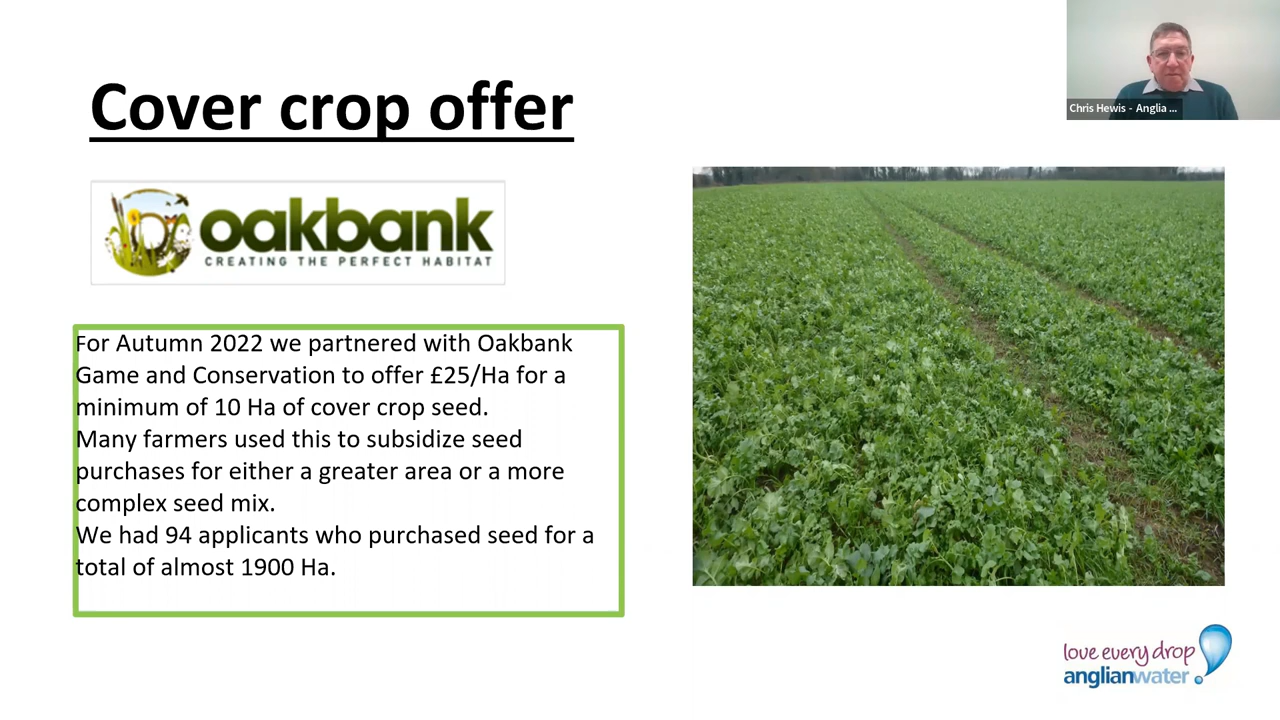 Cover crop offer
Chris Hewis - Anglia ...
oakbank
CREATING THE PERFECT HABITAT
For Autumn 2022 we partnered with Oakbank
Game and Conservation to offer £25/Ha for a
minimum of 10 Ha of cover crop seed.
Many farmers used this to subsidize seed
purchases for either a greater area or a more
complex seed mix.
We had 94 applicants who purchased seed for a
total of almost 1900 Ha.
love every drop
anglianwater